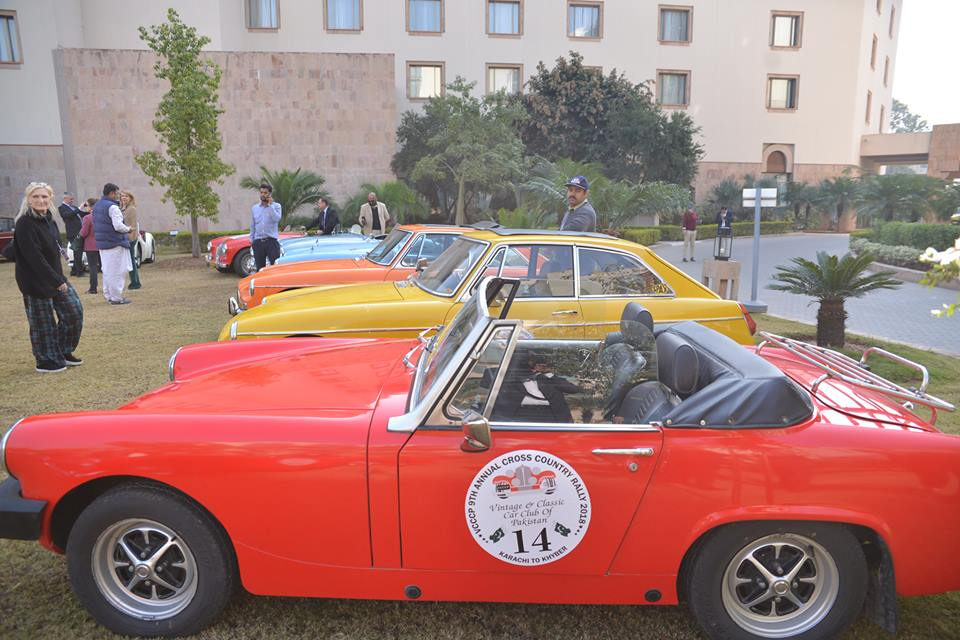 VCCCP 9TH ANNUAL CROSS COUNTRY RALLY 2018
Vintage & Classic
Car Club Of
Pakistan
14
KARACHI TO KHYBER